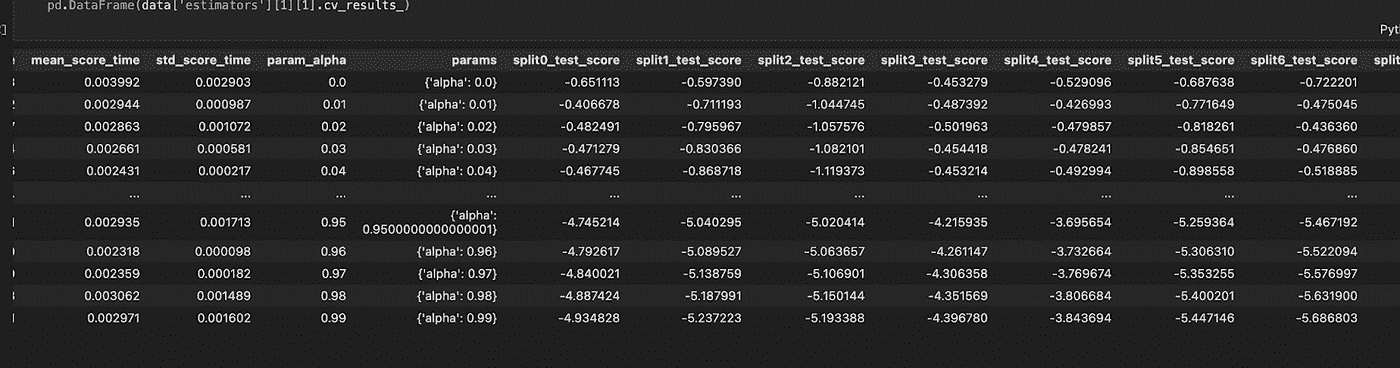 pd.DataFrame(data['estimators'][1][1].cv_results_)
Pyt
mean_score_time std_score_time param_alpha params split0_test_score split1_test_score split2_test_score split3_test_score split4_test_score split5_test_score split6_test_score split
0.003992 0.002903 0.0 {'alpha': 0.0} -0.651113 -0.597390 -0.882121 -0.453279 -0.529096 -0.687638 -0.722201
0.002944 0.000987 0.01 {'alpha': 0.01} -0.406678 -0.711193 -1.044745 -0.487392 -0.426993 -0.771649 -0.475045
0.002863 0.001072 0.02 {'alpha': 0.02} -0.482491 -0.795967 -1.057576 -0.501963 -0.479857 -0.818261 -0.436360
0.002661 0.000581 0.03 {'alpha': 0.03} -0.471279 -0.830366 -1.082101 -0.454418 -0.478241 -0.854651 -0.476860
0.002431 0.000217 0.04 {'alpha': 0.04} -0.467745 -0.868718 -1.119373 -0.453214 -0.492994 -0.898558 -0.518885
... ... ... ... ... ... ... ... ... ... ...
0.002935 0.001713 0.95 {'alpha': 0.9500000000000001} -4.745214 -5.040295 -5.020414 -4.215935 -3.695654 -5.259364 -5.467192
0.002318 0.000098 0.96 {'alpha': 0.96} -4.792617 -5.089527 -5.063657 -4.261147 -3.732664 -5.306310 -5.522094
0.002359 0.000182 0.97 {'alpha': 0.97} -4.840021 -5.138759 -5.106901 -4.306358 -3.769674 -5.353255 -5.576997
0.003062 0.001489 0.98 {'alpha': 0.98} -4.887424 -5.187991 -5.150144 -4.351569 -3.806684 -5.400201 -5.631900
0.002971 0.001602 0.99 {'alpha': 0.99} -4.934828 -5.237223 -5.193388 -4.396780 -3.843694 -5.447146 -5.686803